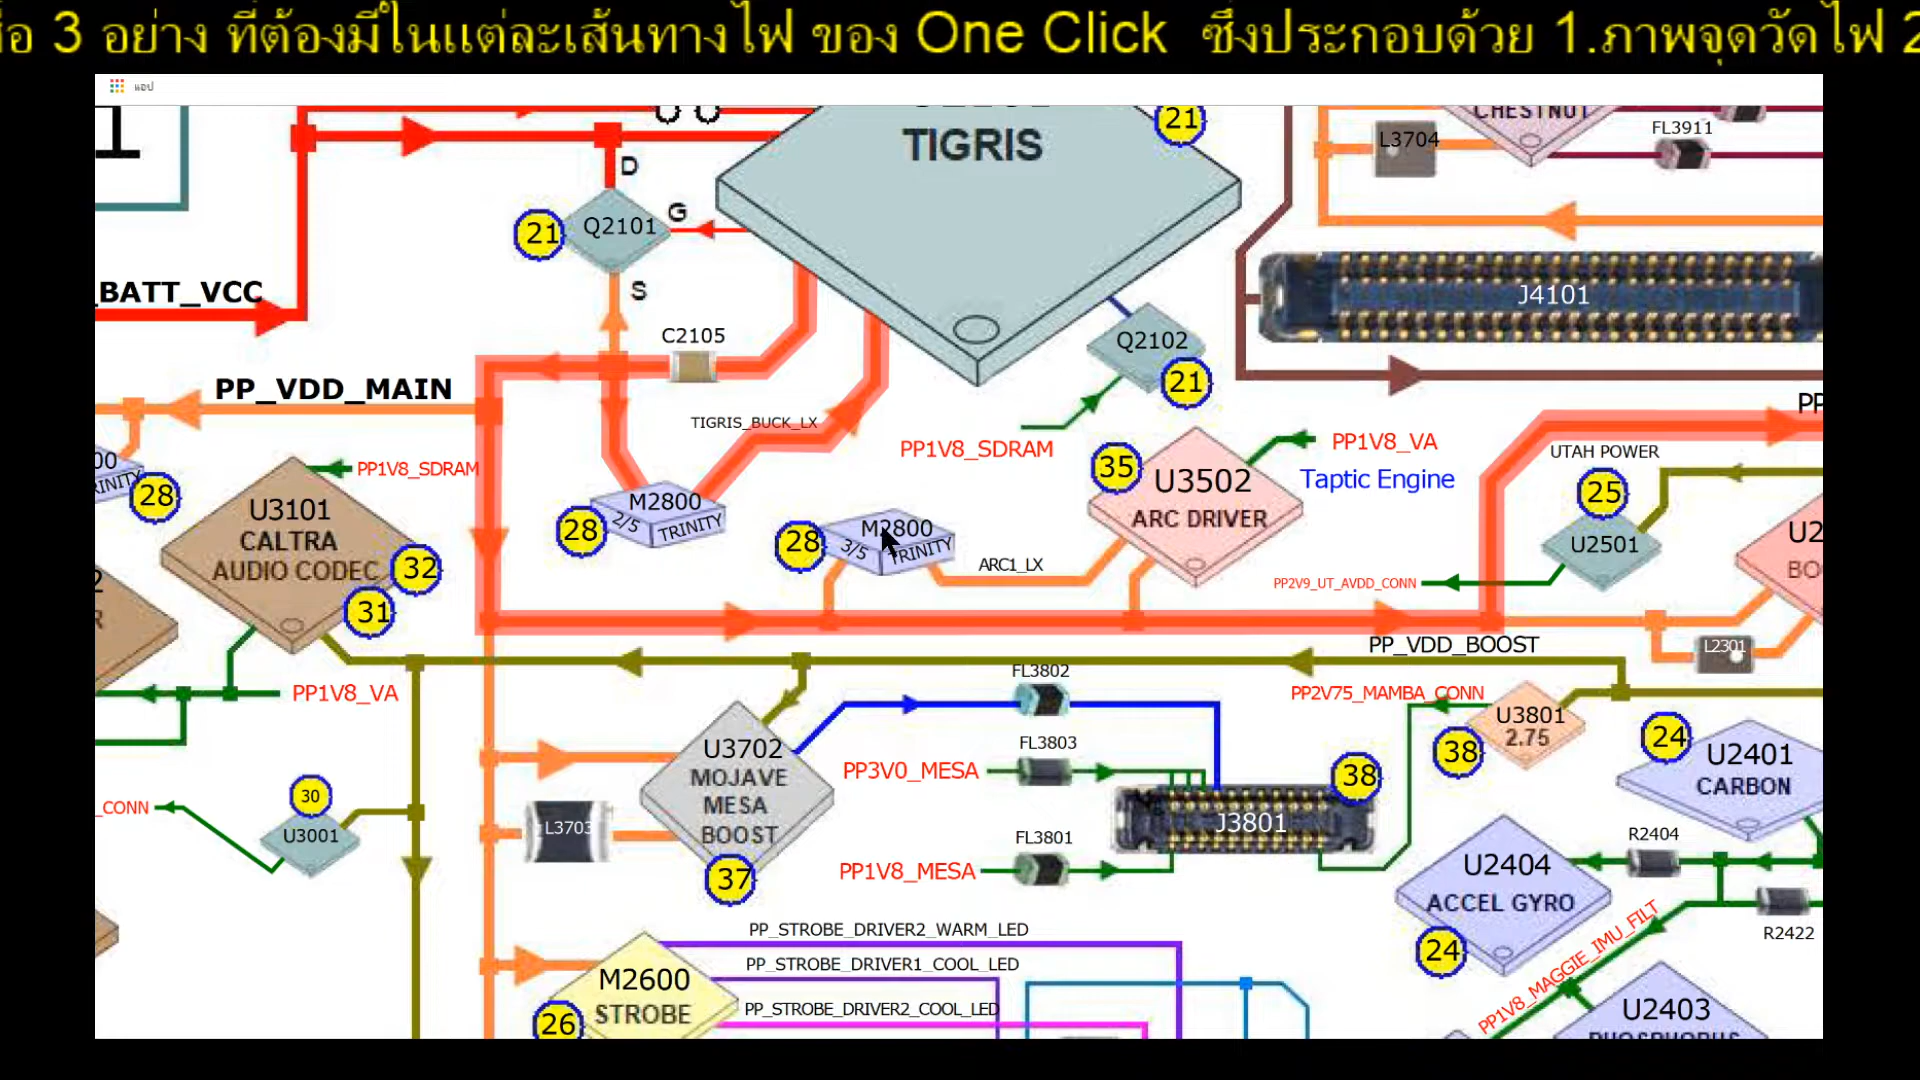 3 อย่าง ที่ต้องมีในแต่ละเส้นทางไฟ ของ One Click ซึ่งประกอบด้วย 1.ภาพจุดวัดไฟ
แอป
CHESTNUT
FL3911
L3704
21
TIGRIS
D
G
Q2101
21
S
_BATT_VCC
J4101
C2105
Q2102
21
PP_VDD_MAIN
TIGRIS_BUCK_LX
PP1V8_SDRAM
PP1V8_VA
UTAH POWER
PP1V8_SDRAM
35
U3502
ARC DRIVER
Taptic Engine
28
25
U2501
U3101
CALTRA
AUDIO CODEC
32
31
M2800
2/5
TRINITY
28
M2800
3/5
TRINITY
28
ARC1_LX
PP2V9_UT_AVDD_CONN
PP_VDD_BOOST
L2301
FL3802
PP1V8_VA
PP2V75_MAMBA_CONN
U3801
2.75
38
24
U2401
CARBON
U3702
MOJAVE
MESA
BOOST
37
FL3803
PP3V0_MESA
38
J3801
30
U3001
_CONN
L3703
FL3801
PP1V8_MESA
R2404
U2404
ACCEL GYRO
24
R2422
PP1V8_MAGGIE_IMU_FILT
PP_STROBE_DRIVER2_WARM_LED
PP_STROBE_DRIVER1_COOL_LED
PP_STROBE_DRIVER2_COOL_LED
M2600
STROBE
26
U2403
PHOSPHORUS